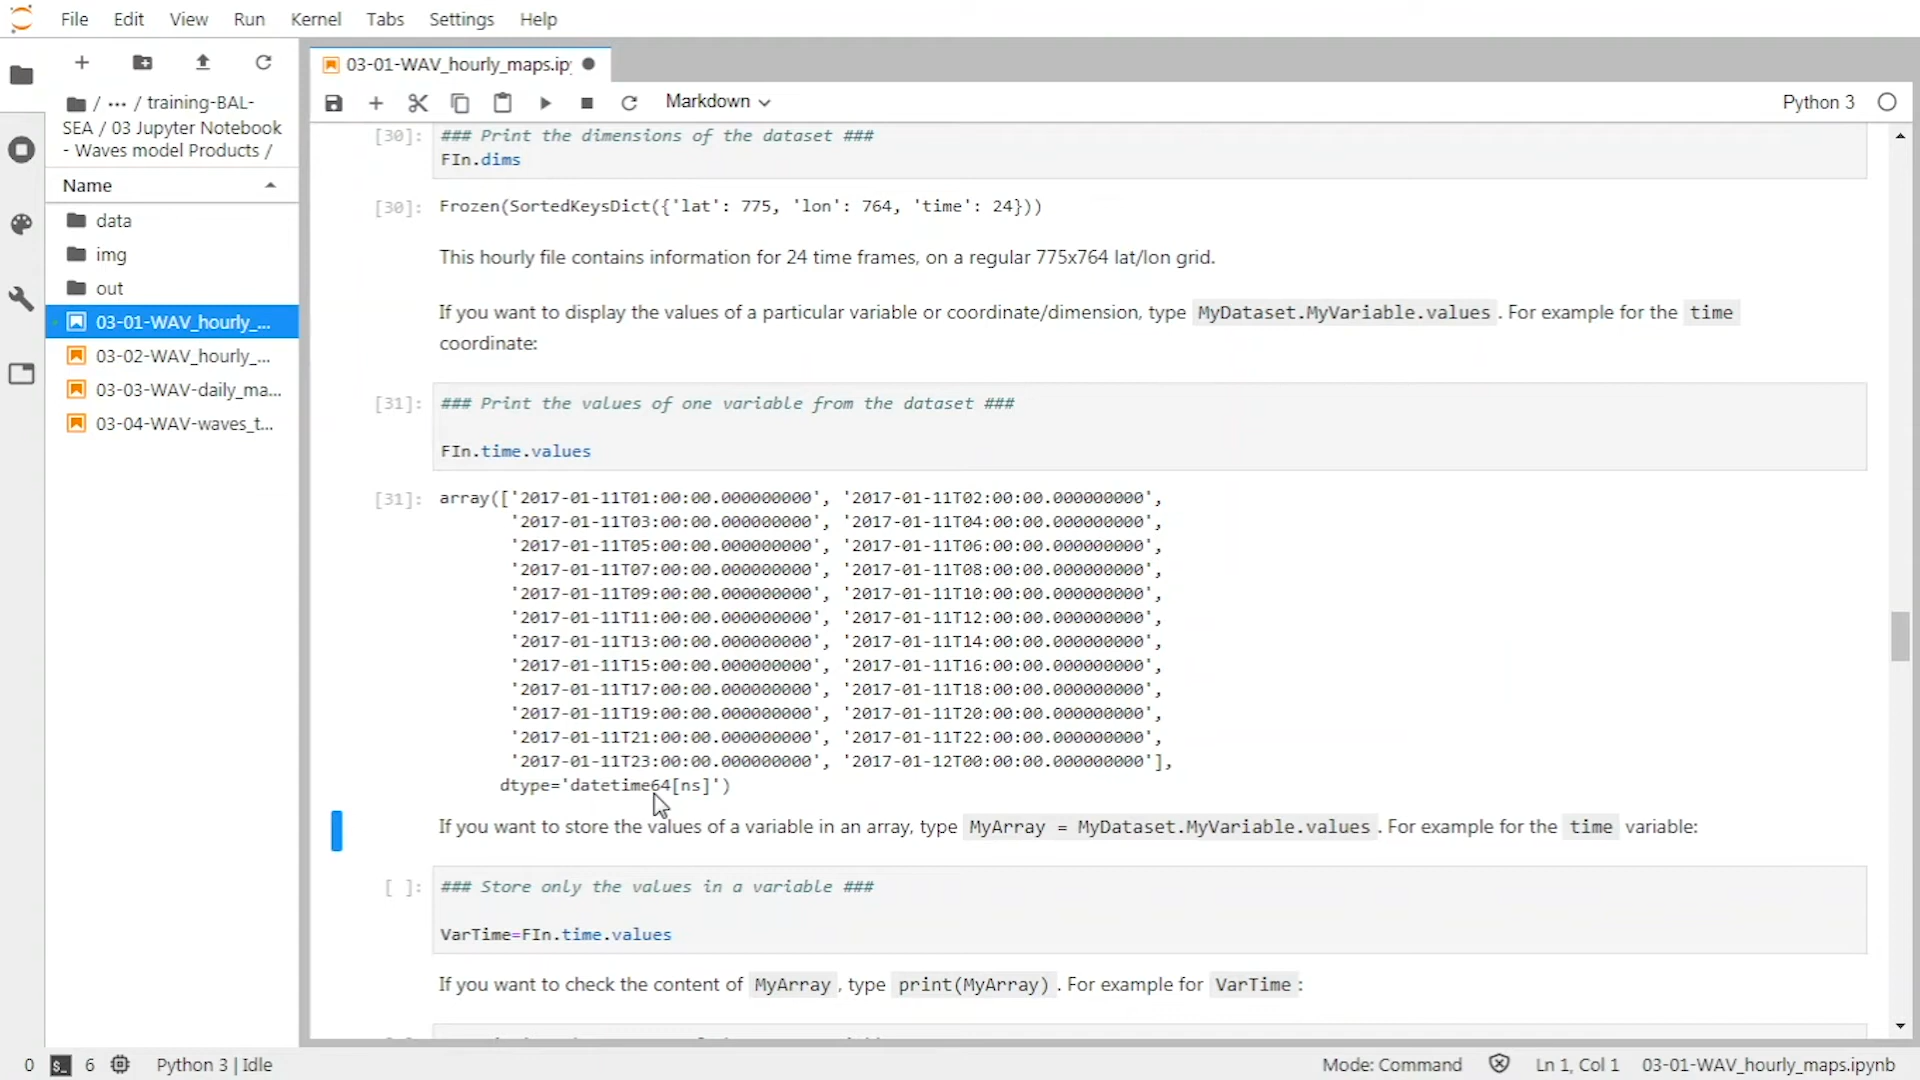 File Edit View Run Kernel Tabs Settings Help
03-01-WAV_hourly_maps.ip
/ ··· / training-BAL-
SEA / 03 Jupyter Notebook
- Waves model Products /
Name
data
img
out
03-01-WAV_hourly_...
03-02-WAV_hourly_...
03-03-WAV-daily_ma...
03-04-WAV-waves_t...
Markdown
Python 3
[30]: ### Print the dimensions of the dataset ###
FIn.dims
[30]: Frozen(SortedKeysDict({'lat': 775, 'lon': 764, 'time': 24}))
This hourly file contains information for 24 time frames, on a regular 775x764 lat/lon grid.
If you want to display the values of a particular variable or coordinate/dimension, type MyDataset.MyVariable.values. For example for the time
coordinate:
[31]: ### Print the values of one variable from the dataset ###
FIn.time.values
[31]: array(['2017-01-11T01:00:00.000000000', '2017-01-11T02:00:00.000000000',
'2017-01-11T03:00:00.000000000', '2017-01-11T04:00:00.000000000',
'2017-01-11T05:00:00.000000000', '2017-01-11T06:00:00.000000000',
'2017-01-11T07:00:00.000000000', '2017-01-11T08:00:00.000000000',
'2017-01-11T09:00:00.000000000', '2017-01-11T10:00:00.000000000',
'2017-01-11T11:00:00.000000000', '2017-01-11T12:00:00.000000000',
'2017-01-11T13:00:00.000000000', '2017-01-11T14:00:00.000000000',
'2017-01-11T15:00:00.000000000', '2017-01-11T16:00:00.000000000',
'2017-01-11T17:00:00.000000000', '2017-01-11T18:00:00.000000000',
'2017-01-11T19:00:00.000000000', '2017-01-11T20:00:00.000000000',
'2017-01-11T21:00:00.000000000', '2017-01-11T22:00:00.000000000',
'2017-01-11T23:00:00.000000000', '2017-01-12T00:00:00.000000000'],
dtype='datetime64[ns]')
If you want to store the values of a variable in an array, type MyArray = MyDataset.MyVariable.values. For example for the time variable:
[ ]: ### Store only the values in a variable ###
VarTime=FIn.time.values
If you want to check the content of MyArray, type print(MyArray). For example for VarTime:
0 6 Python 3 | Idle
Mode: Command Ln 1, Col 1 03-01-WAV_hourly_maps.ipynb